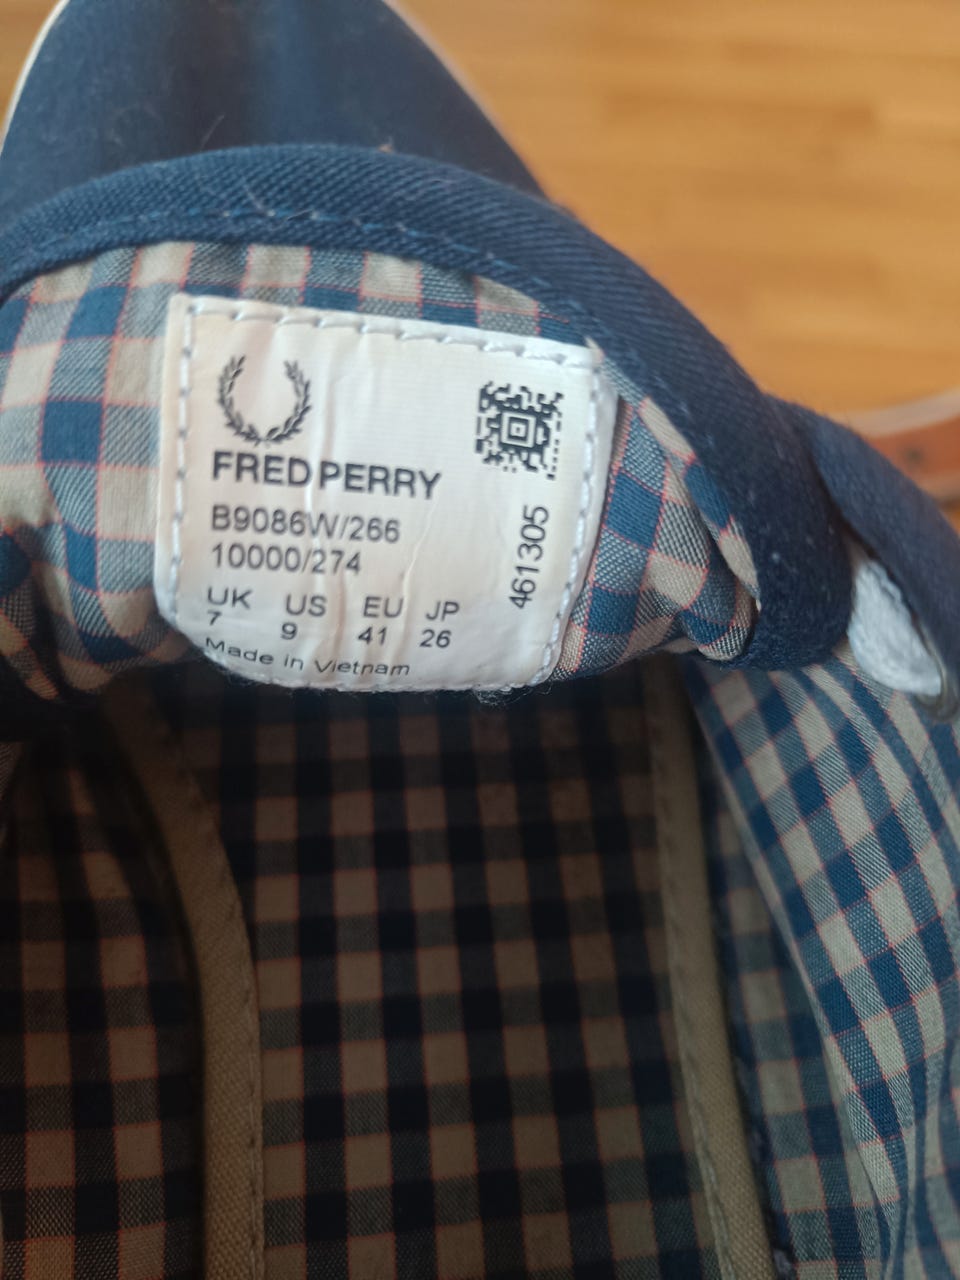 FRED PERRY
B9086W/266
10000/274
UK US EU JP
7 9 41 26
Made in Vietnam
461305